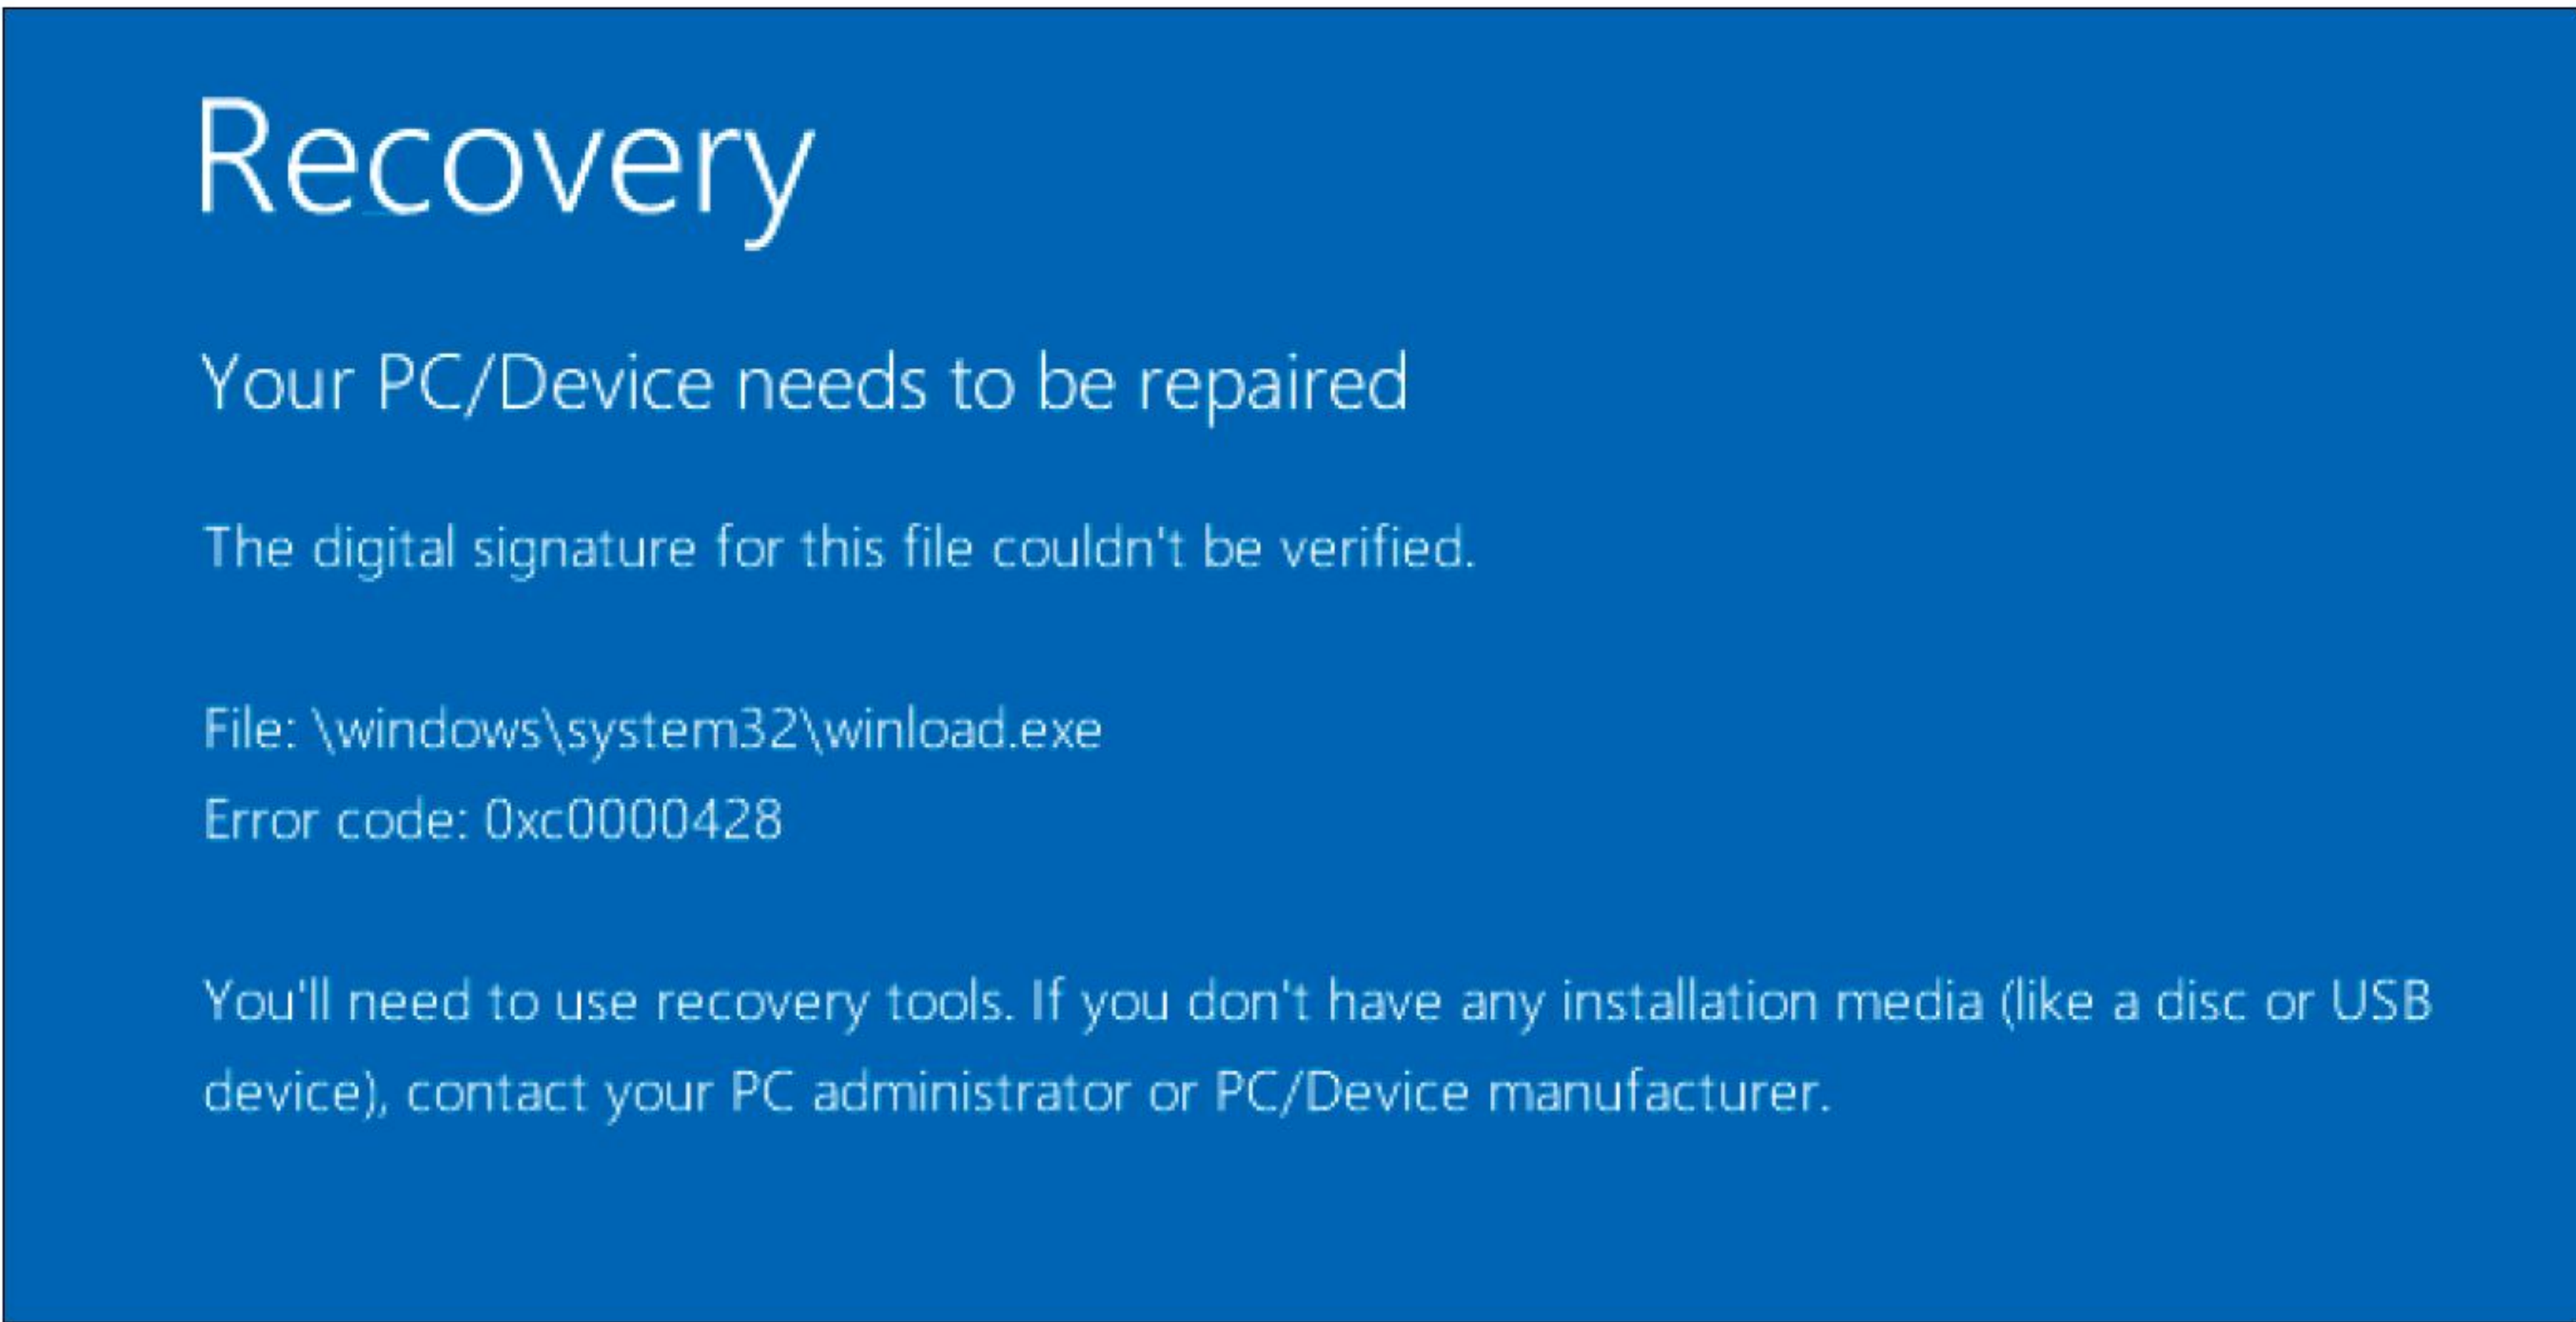 Recovery
Your PC/Device needs to be repaired
The digital signature for this file couldn't be verified.
File: \windows\system32\winload.exe
Error code: 0xc0000428
You'll need to use recovery tools. If you don't have any installation media (like a disc or USB
device), contact your PC administrator or PC/Device manufacturer.